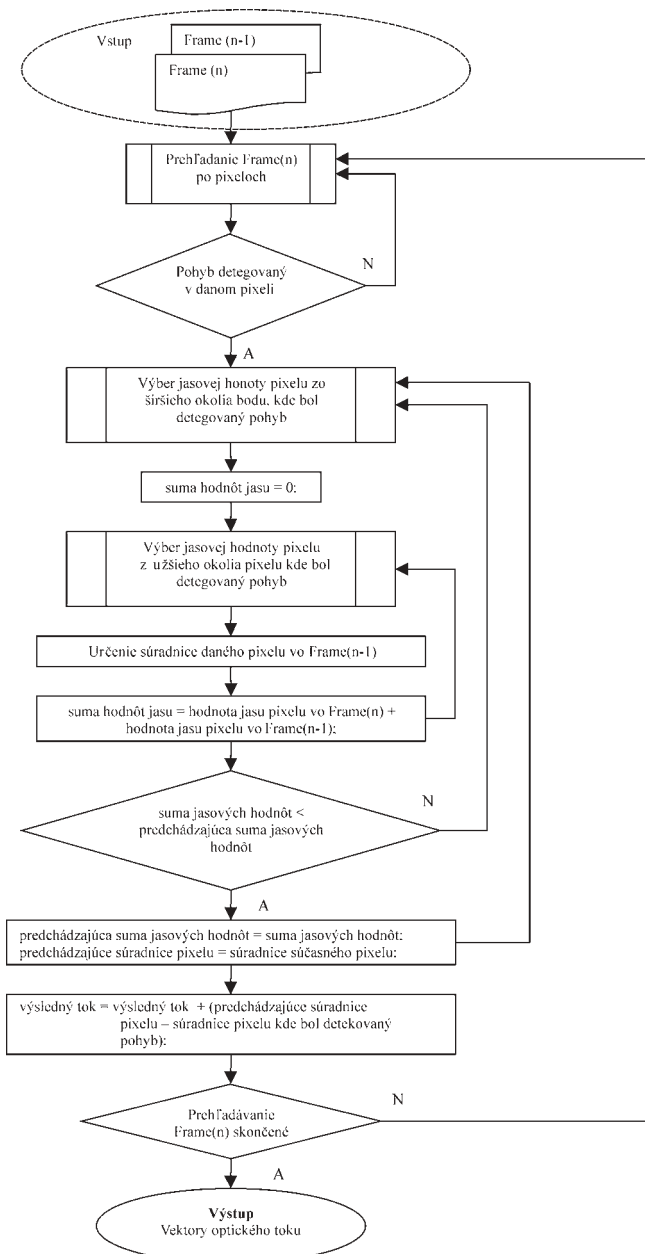 Vstup
Frame (n-1)
Frame (n)
Prehľadanie Frame(n)
po pixeloch
Pohyb detegovaný
v danom pixeli
N
A
Výber jasovej honoty pixelu zo
širšieho okolia bodu, kde bol
detegovaný pohyb
suma hodnôt jasu = 0;
Výber jasovej hodnoty pixelu
z užšieho okolia pixelu kde bol
detegovaný pohyb
Určenie súradnice daného pixelu vo Frame(n-1)
suma hodnôt jasu = hodnota jasu pixelu vo Frame(n) +
hodnota jasu pixelu vo Frame(n-1);
suma jasových hodnôt <
predchádzajúca suma jasových
hodnôt
N
A
predchádzajúca suma jasových hodnôt = suma jasových hodnôt;
predchádzajúce súradnice pixelu = súradnice súčasného pixelu;
výsledný tok = výsledný tok + (predchádzajúce súradnice
pixelu – súradnice pixelu kde bol detekovaný
pohyb);
Prehľadávanie
Frame(n) skončené
N
A
Výstup
Vektory optického toku